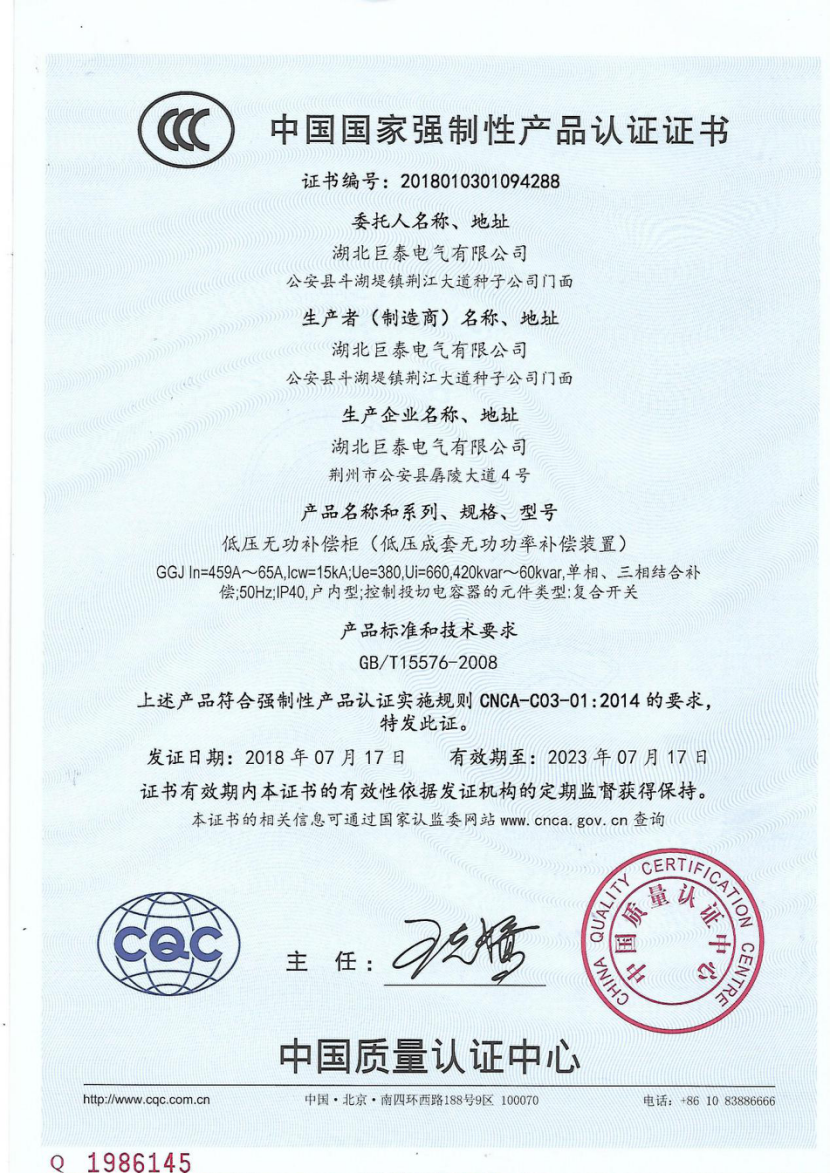 CCC
中国国家强制性产品认证证书
证书编号：2018010301094288
委托人名称、地址
湖北巨泰电气有限公司
公安县斗湖堤镇荆江大道种子公司门面
生产者（制造商）名称、地址
湖北巨泰电气有限公司
公安县斗湖堤镇荆江大道种子公司门面
生产企业名称、地址
湖北巨泰电气有限公司
荆州市公安县孱陵大道 4 号
产品名称和系列、规格、型号
低压无功补偿柜（低压成套无功功率补偿装置）
GGJ In=459A～65A,Icw=15kA;Ue=380,Ui=660,420kvar～60kvar,单相、三相结合补
偿;50Hz;IP40,户内型;控制投切电容器的元件类型:复合开关
产品标准和技术要求
GB/T15576-2008
上述产品符合强制性产品认证实施规则 CNCA-C03-01:2014 的要求，
特发此证。
发证日期：2018 年 07 月 17 日 有效期至：2023 年 07 月 17 日
证书有效期内本证书的有效性依据发证机构的定期监督获得保持。
本证书的相关信息可通过国家认监委网站 www.cnca.gov.cn 查询
CQC
主 任：
CHINA QUALITY CERTIFICATION CENTRE
中国质量认证中心
中国质量认证中心
http://www.cqc.com.cn 中国·北京·南四环西路188号9区 100070 电话：+86 10 83886666
Q 1986145